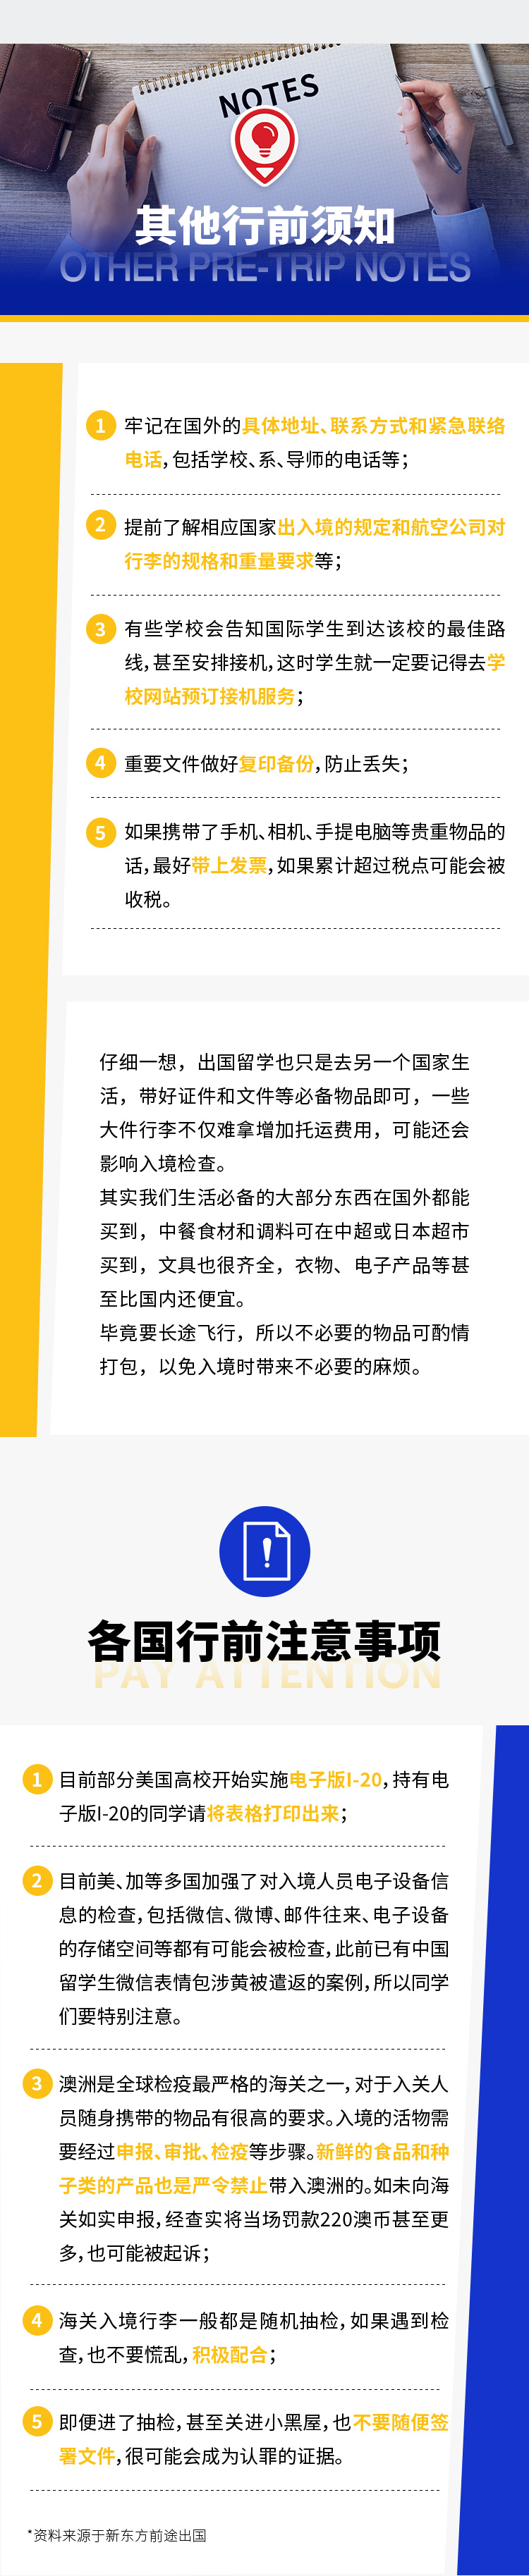 NOTES
其他行前须知
OTHER PRE-TRIP NOTES
1 牢记在国外的具体地址、联系方式和紧急联络
电话，包括学校、系、导师的电话等；
2 提前了解相应国家出入境的规定和航空公司对
行李的规格和重量要求等；
3 有些学校会告知国际学生到达该校的最佳路
线，甚至安排接机，这时学生就一定要记得去学
校网站预订接机服务；
4 重要文件做好复印备份，防止丢失；
5 如果携带了手机、相机、手提电脑等贵重物品的
话，最好带上发票，如果累计超过税点可能会被
收税。
仔细一想，出国留学也只是去另一个国家生
活，带好证件和文件等必备物品即可，一些
大件行李不仅难拿增加托运费用，可能还会
影响入境检查。
其实我们生活必备的大部分东西在国外都能
买到，中餐食材和调料可在中超或日本超市
买到，文具也很齐全，衣物、电子产品等甚
至比国内还便宜。
毕竟要长途飞行，所以不必要的物品可酌情
打包，以免入境时带来不必要的麻烦。
各国行前注意事项
PAY ATTENTION
1 目前部分美国高校开始实施电子版I-20，持有电
子版I-20的同学请将表格打印出来；
2 目前美、加等多国加强了对入境人员电子设备信
息的检查，包括微信、微博、邮件往来、电子设备
的存储空间等都有可能会被检查，此前已有中国
留学生微信表情包涉黄被遣返的案例，所以同学
们要特别注意。
3 澳洲是全球检疫最严格的海关之一，对于入关人
员随身携带的物品有很高的要求。入境的活物需
要经过申报、审批、检疫等步骤。新鲜的食品和种
子类的产品也是严令禁止带入澳洲的。如未向海
关如实申报，经查实将当场罚款220澳币甚至更
多，也可能被起诉；
4 海关入境行李一般都是随机抽检，如果遇到检
查，也不要慌乱，积极配合；
5 即便进了抽检，甚至关进小黑屋，也不要随便签
署文件，很可能会成为认罪的证据。
*资料来源于新东方前途出国